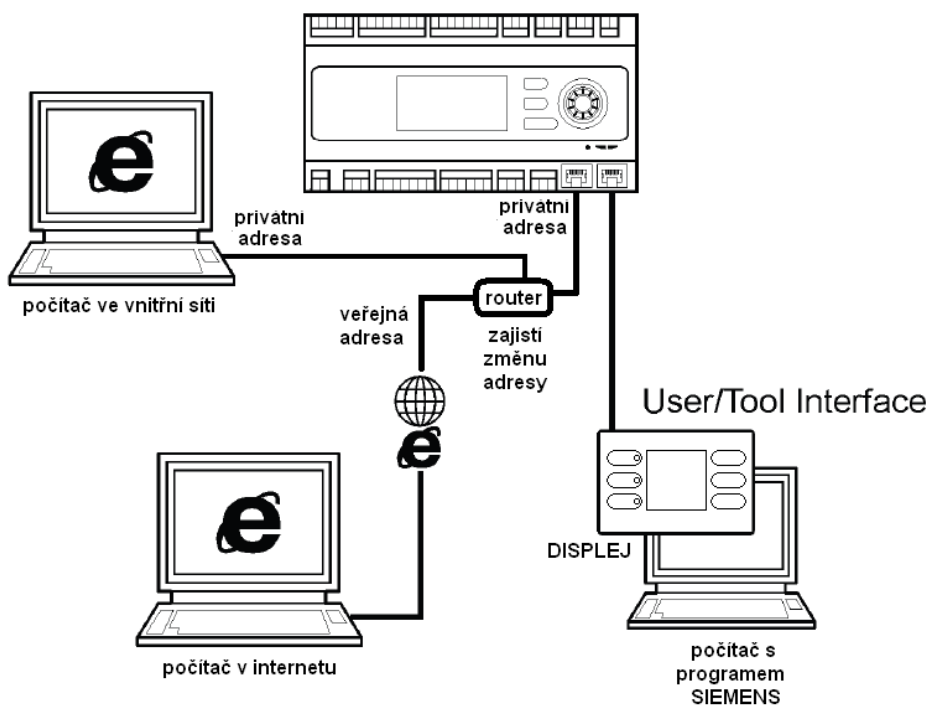 privátní
adresa
privátní
adresa
počítač ve vnitřní síti
router
veřejná
adresa
zajistí
změnu
adresy
User/Tool Interface
DISPLEJ
počítač v internetu
počítač s
programem
SIEMENS